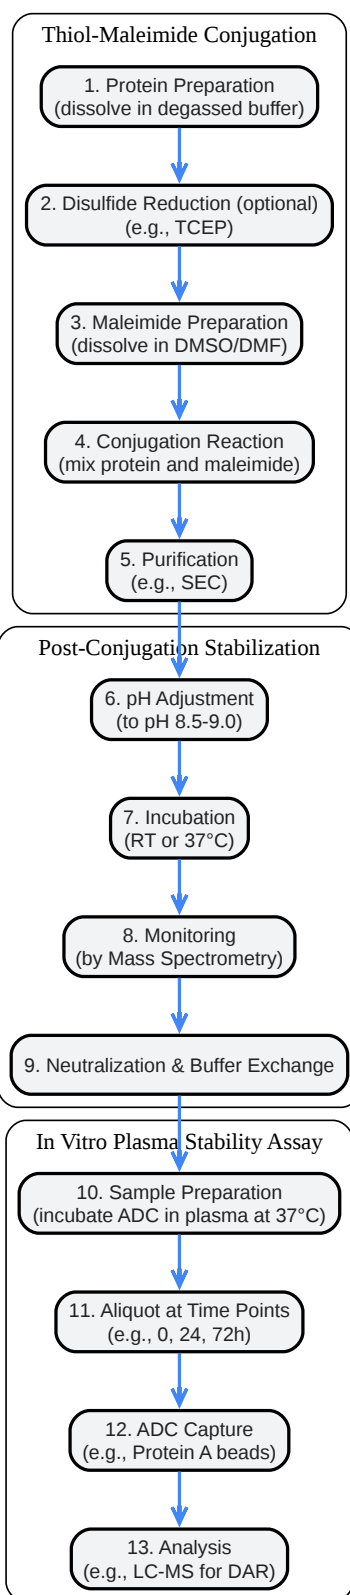 Thiol-Maleimide Conjugation
1. Protein Preparation
(dissolve in degassed buffer)
2. Disulfide Reduction (optional)
(e.g., TCEP)
3. Maleimide Preparation
(dissolve in DMSO/DMF)
4. Conjugation Reaction
(mix protein and maleimide)
5. Purification
(e.g., SEC)
Post-Conjugation Stabilization
6. pH Adjustment
(to pH 8.5-9.0)
7. Incubation
(RT or 37°C)
8. Monitoring
(by Mass Spectrometry)
9. Neutralization & Buffer Exchange
In Vitro Plasma Stability Assay
10. Sample Preparation
(incubate ADC in plasma at 37°C)
11. Aliquot at Time Points
(e.g., 0, 24, 72h)
12. ADC Capture
(e.g., Protein A beads)
13. Analysis
(e.g., LC-MS for DAR)